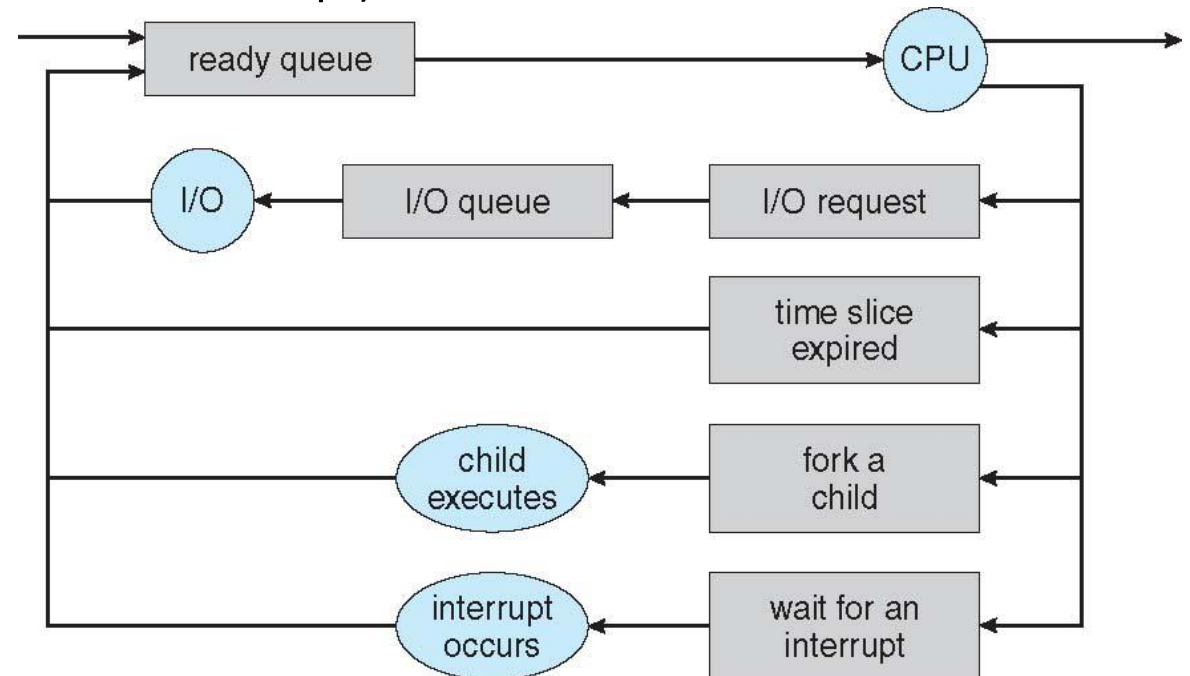 ready queue
CPU
I/O
I/O queue
I/O request
time slice
expired
child
executes
fork a
child
interrupt
occurs
wait for an
interrupt